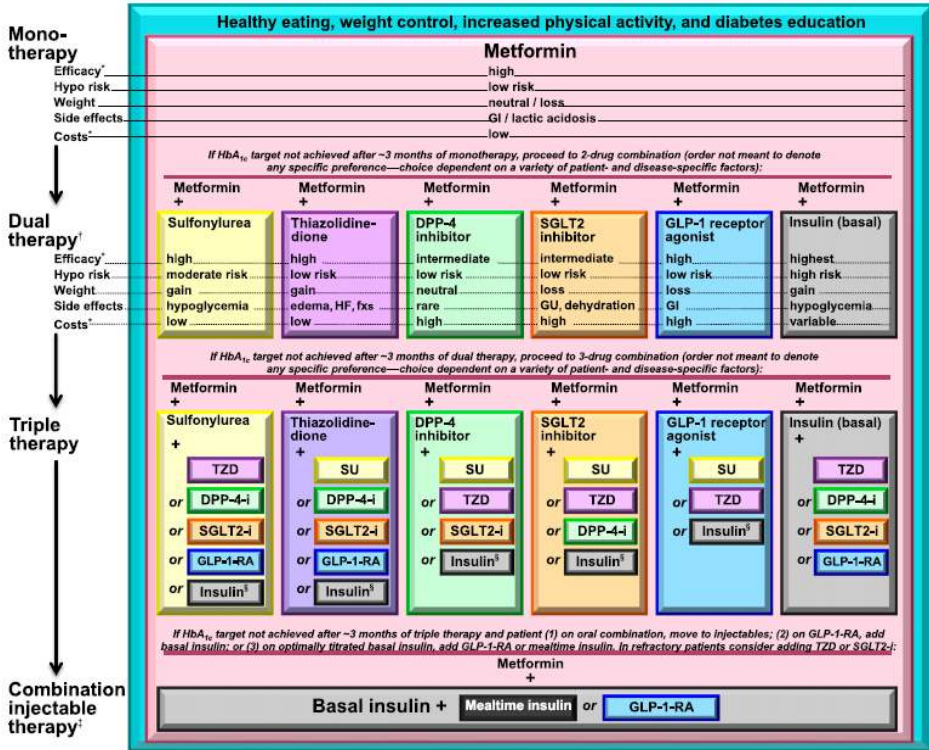 Healthy eating, weight control, increased physical activity, and diabetes education
Mono-
therapy
Metformin
Efficacy* high
Hypo risk low risk
Weight neutral / loss
Side effects GI / lactic acidosis
Costs* low
If HbA1c target not achieved after ~3 months of monotherapy, proceed to 2-drug combination (order not meant to denote
any specific preference—choice dependent on a variety of patient- and disease-specific factors):
Metformin Metformin Metformin Metformin Metformin Metformin
+ + + + + +
Dual
therapy†
Sulfonylurea
Thiazolidine-
dione
DPP-4
inhibitor
SGLT2
inhibitor
GLP-1 receptor
agonist
Insulin (basal)
Efficacy* high high intermediate intermediate high highest
Hypo risk moderate risk low risk low risk low risk low risk high risk
Weight gain gain neutral loss loss gain
Side effects hypoglycemia edema, HF, fxs rare GU, dehydration GI hypoglycemia
Costs* low low high high high variable
If HbA1c target not achieved after ~3 months of dual therapy, proceed to 3-drug combination (order not meant to denote
any specific preference—choice dependent on a variety of patient- and disease-specific factors):
Metformin Metformin Metformin Metformin Metformin Metformin
+ + + + + +
Triple
therapy
Sulfonylurea
+
TZD
or DPP-4-i
or SGLT2-i
or GLP-1-RA
or Insulin§
Thiazolidine-
dione
+
SU
or DPP-4-i
or SGLT2-i
or GLP-1-RA
or Insulin§
DPP-4
inhibitor
+
SU
or TZD
or SGLT2-i
or Insulin§
SGLT2
inhibitor
+
SU
or TZD
or DPP-4-i
or Insulin§
GLP-1 receptor
agonist
+
SU
or TZD
or Insulin§
Insulin (basal)
+
TZD
or DPP-4-i
or SGLT2-i
or GLP-1-RA
If HbA1c target not achieved after ~3 months of triple therapy and patient (1) on oral combination, move to injectables; (2) on GLP-1-RA, add
basal insulin; or (3) on optimally titrated basal insulin, add GLP-1-RA or mealtime insulin. In refractory patients consider adding TZD or SGLT2-i:
Metformin
+
Combination
injectable
therapy‡
Basal insulin + Mealtime insulin or GLP-1-RA